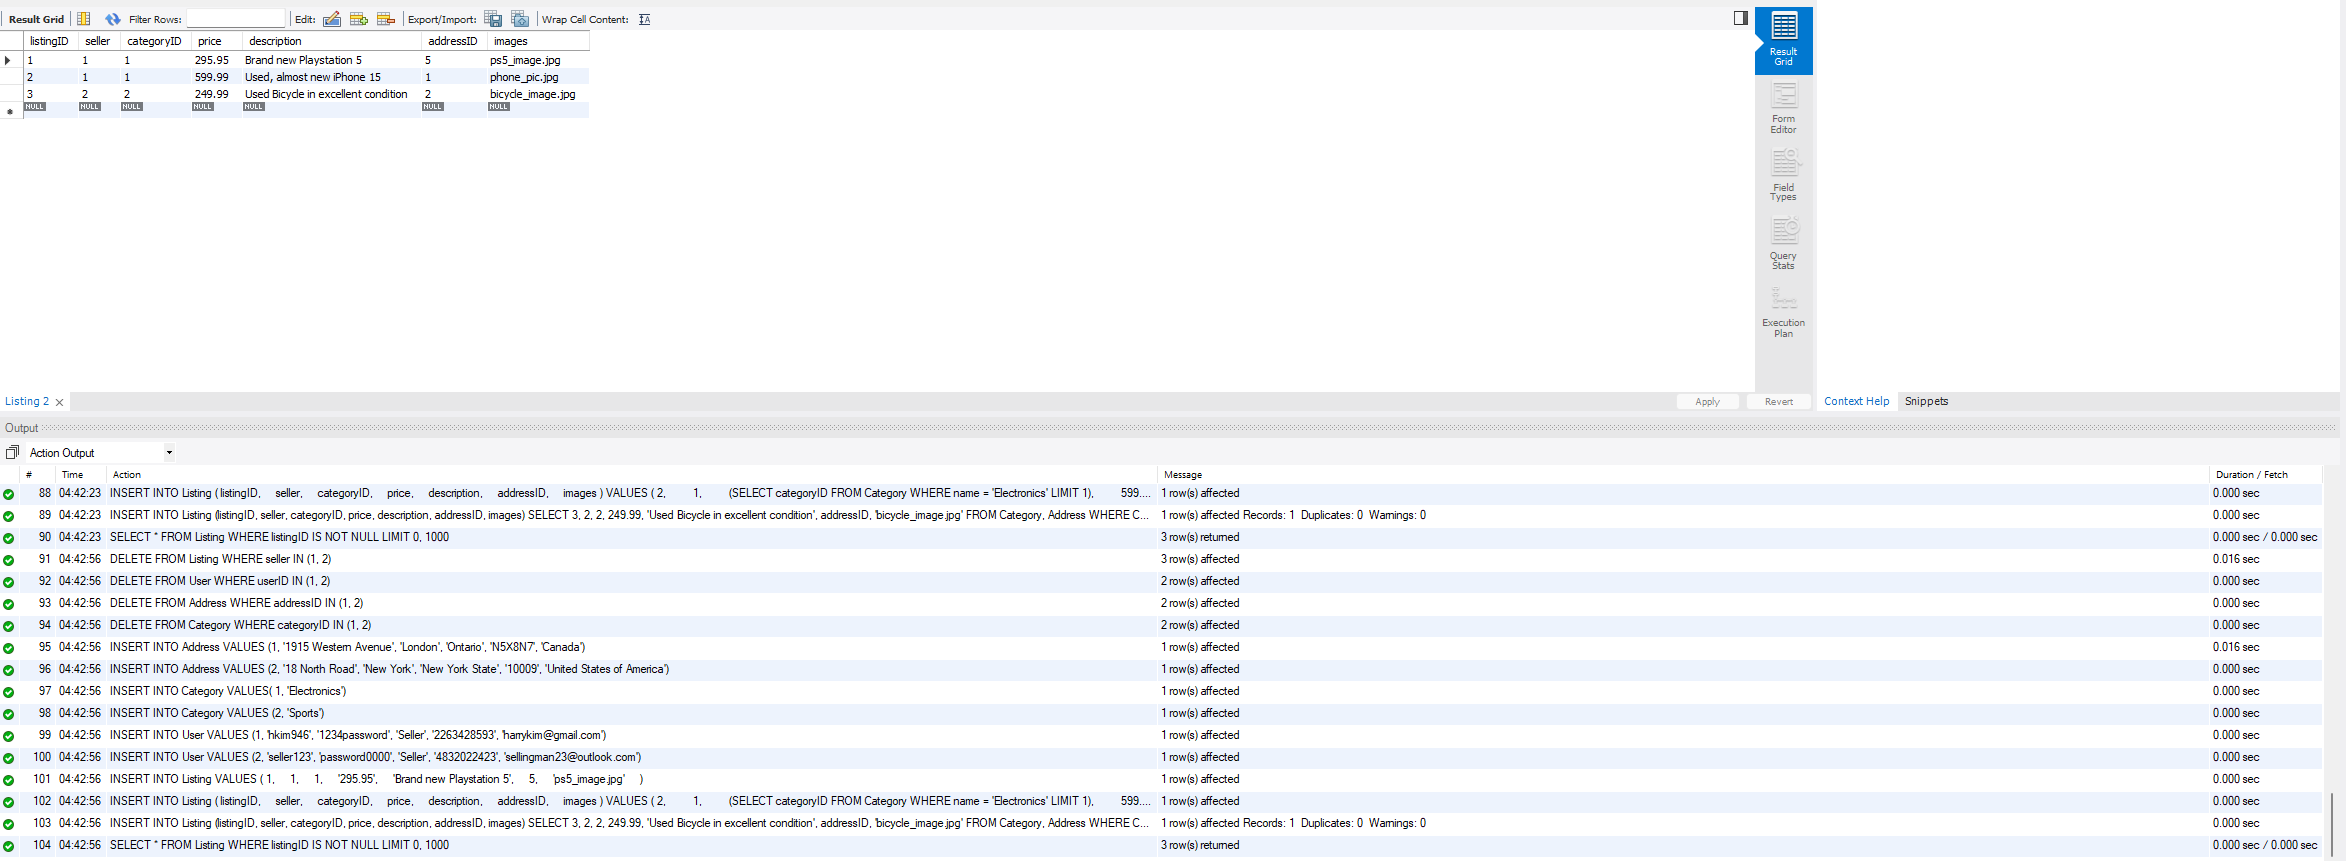 Result Grid Filter Rows: Edit: Export/Import: Wrap Cell Content:
listingID seller categoryID price description addressID images
1 1 1 295.95 Brand new Playstation 5 5 ps5_image.jpg
2 1 1 599.99 Used, almost new iPhone 15 1 phone_pic.jpg
3 2 2 249.99 Used Bicycle in excellent condition 2 bicycle_image.jpg
NULL NULL NULL NULL NULL NULL NULL
Result
Grid
Form
Editor
Field
Types
Query
Stats
Execution
Plan
Listing 2 Apply Revert Context Help Snippets
Output
Action Output
# Time Action Message Duration / Fetch
88 04:42:23 INSERT INTO Listing ( listingID, seller, categoryID, price, description, addressID, images ) VALUES ( 2, 1, (SELECT categoryID FROM Category WHERE name = 'Electronics' LIMIT 1), 599.... 1 row(s) affected 0.000 sec
89 04:42:23 INSERT INTO Listing (listingID, seller, categoryID, price, description, addressID, images) SELECT 3, 2, 2, 249.99, 'Used Bicycle in excellent condition', addressID, 'bicycle_image.jpg' FROM Category, Address WHERE C... 1 row(s) affected Records: 1 Duplicates: 0 Warnings: 0 0.000 sec
90 04:42:23 SELECT * FROM Listing WHERE listingID IS NOT NULL LIMIT 0, 1000 3 row(s) returned 0.000 sec / 0.000 sec
91 04:42:56 DELETE FROM Listing WHERE seller IN (1, 2) 3 row(s) affected 0.016 sec
92 04:42:56 DELETE FROM User WHERE userID IN (1, 2) 2 row(s) affected 0.000 sec
93 04:42:56 DELETE FROM Address WHERE addressID IN (1, 2) 2 row(s) affected 0.000 sec
94 04:42:56 DELETE FROM Category WHERE categoryID IN (1, 2) 2 row(s) affected 0.000 sec
95 04:42:56 INSERT INTO Address VALUES (1, '1915 Western Avenue', 'London', 'Ontario', 'N5X8N7', 'Canada') 1 row(s) affected 0.016 sec
96 04:42:56 INSERT INTO Address VALUES (2, '18 North Road', 'New York', 'New York State', '10009', 'United States of America') 1 row(s) affected 0.000 sec
97 04:42:56 INSERT INTO Category VALUES( 1, 'Electronics') 1 row(s) affected 0.000 sec
98 04:42:56 INSERT INTO Category VALUES (2, 'Sports') 1 row(s) affected 0.000 sec
99 04:42:56 INSERT INTO User VALUES (1, 'hkim946', '1234password', 'Seller', '2263428593', 'harrykim@gmail.com') 1 row(s) affected 0.000 sec
100 04:42:56 INSERT INTO User VALUES (2, 'seller123', 'password0000', 'Seller', '4832022423', 'sellingman23@outlook.com') 1 row(s) affected 0.000 sec
101 04:42:56 INSERT INTO Listing VALUES ( 1, 1, 1, '295.95', 'Brand new Playstation 5', 5, 'ps5_image.jpg' ) 1 row(s) affected 0.000 sec
102 04:42:56 INSERT INTO Listing ( listingID, seller, categoryID, price, description, addressID, images ) VALUES ( 2, 1, (SELECT categoryID FROM Category WHERE name = 'Electronics' LIMIT 1), 599.... 1 row(s) affected 0.000 sec
103 04:42:56 INSERT INTO Listing (listingID, seller, categoryID, price, description, addressID, images) SELECT 3, 2, 2, 249.99, 'Used Bicycle in excellent condition', addressID, 'bicycle_image.jpg' FROM Category, Address WHERE C... 1 row(s) affected Records: 1 Duplicates: 0 Warnings: 0 0.000 sec
104 04:42:56 SELECT * FROM Listing WHERE listingID IS NOT NULL LIMIT 0, 1000 3 row(s) returned 0.000 sec / 0.000 sec